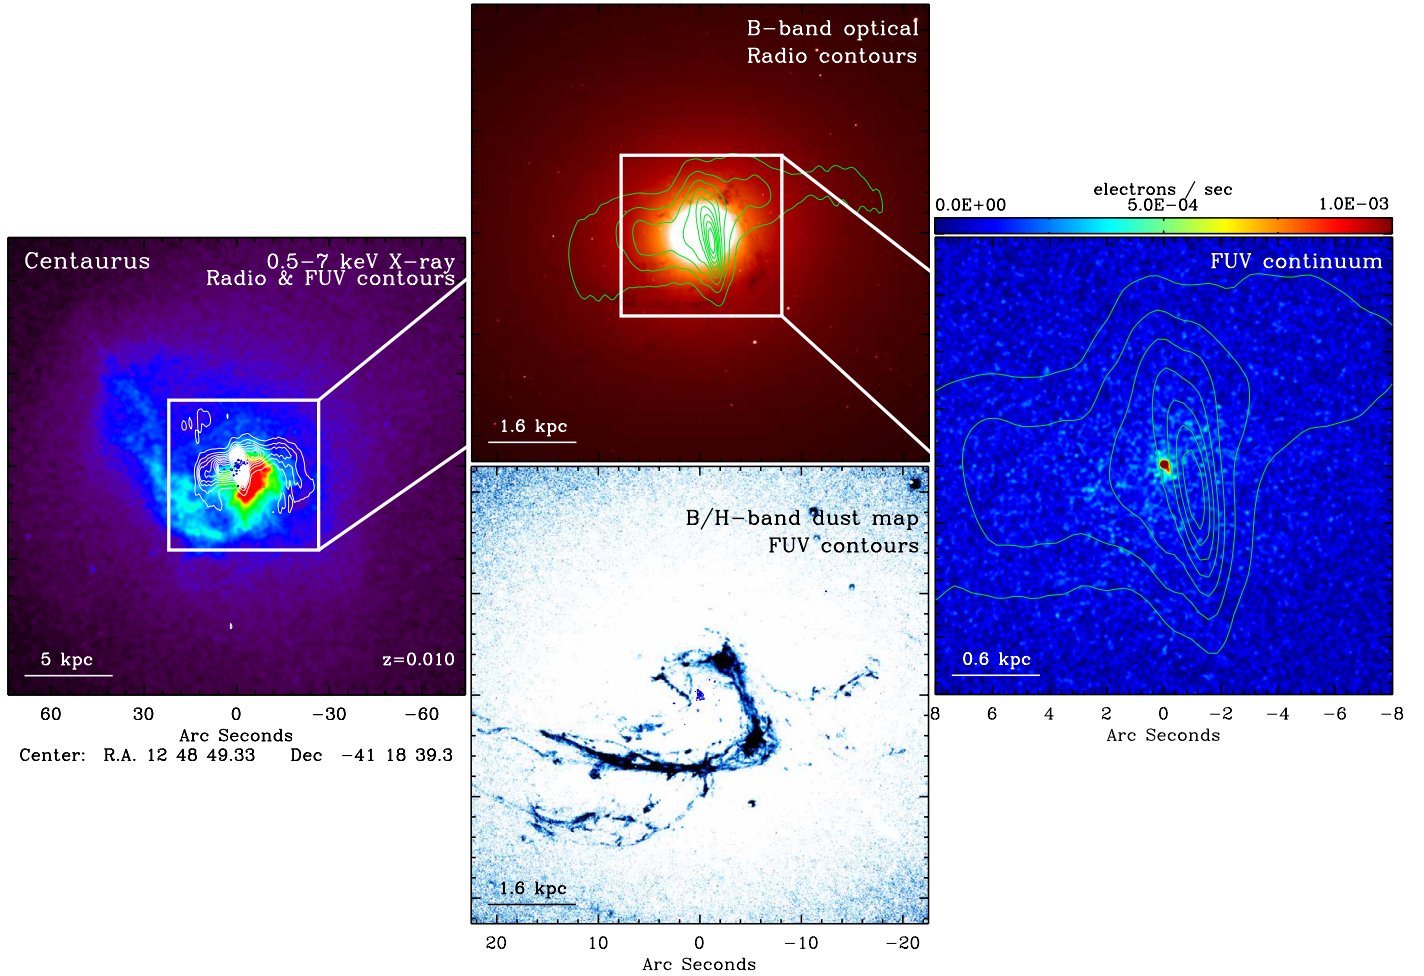 B-band optical
Radio contours
1.6 kpc
Centaurus
0.5-7 keV X-ray
Radio & FUV contours
5 kpc
z=0.010
60 30 0 -30 -60
Arc Seconds
Center: R.A. 12 48 49.33 Dec -41 18 39.3
B/H-band dust map
FUV contours
1.6 kpc
20 10 0 -10 -20
Arc Seconds
electrons / sec
0.0E+00 5.0E-04 1.0E-03
FUV continuum
0.6 kpc
8 6 4 2 0 -2 -4 -6 -8
Arc Seconds